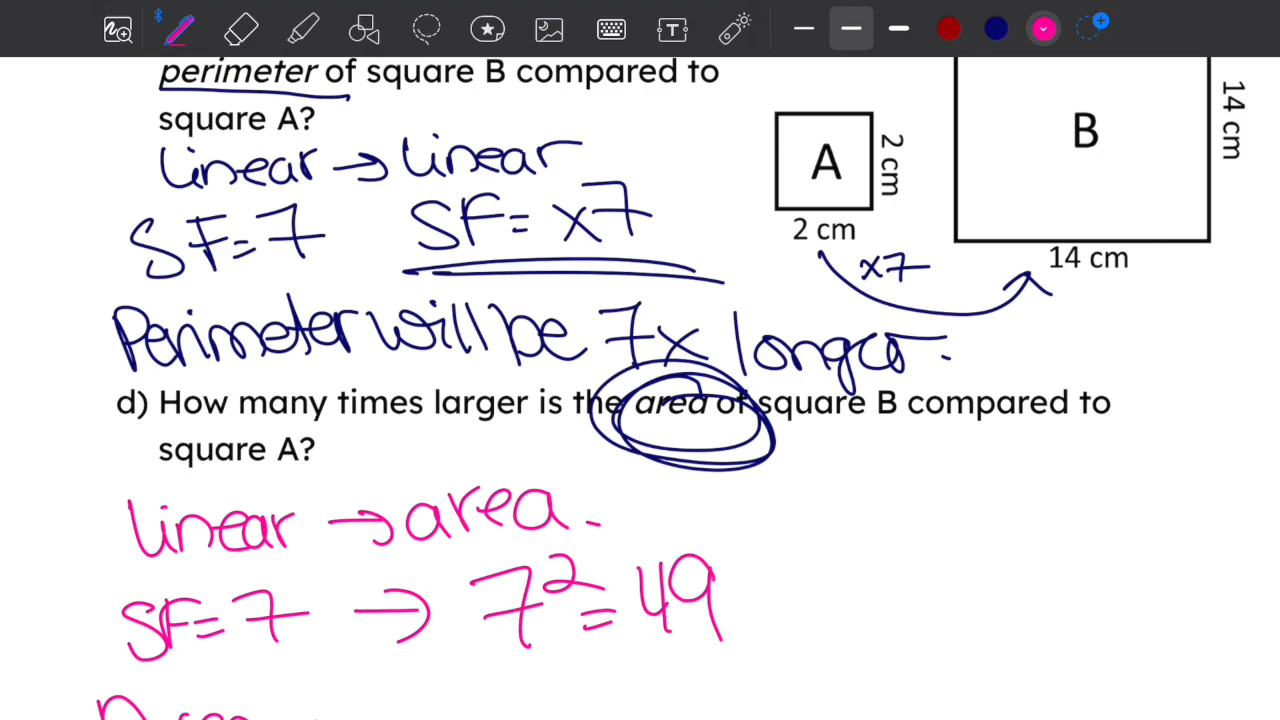 perimeter of square B compared to
square A?
A
2 cm
2 cm
B
14 cm
14 cm
x7
linear → linear
SF=7 SF= x7
Perimeter will be 7x longer.
d) How many times larger is the area of square B compared to
square A?
linear → area.
SF=7 → 7²=49